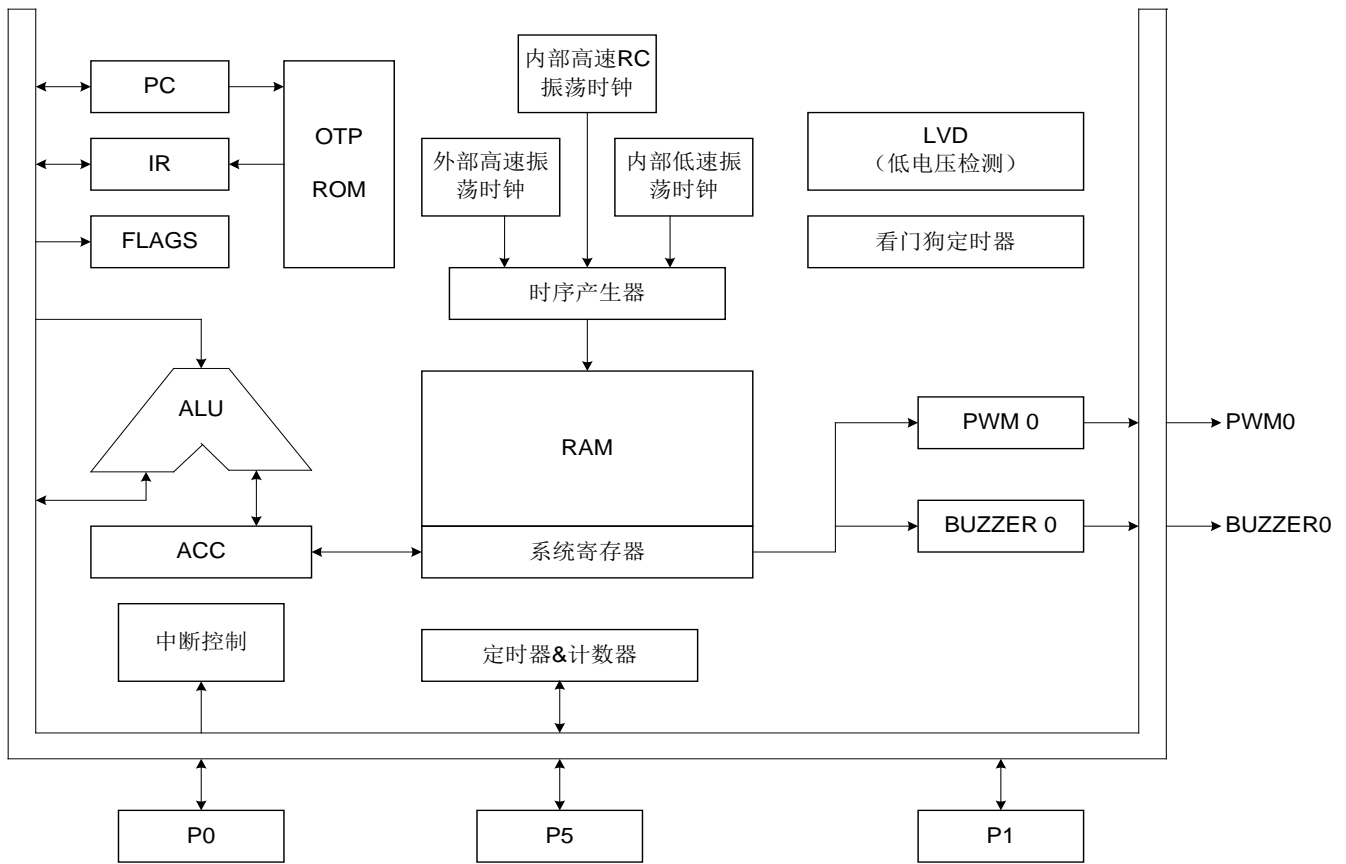 内部高速RC
振荡时钟
PC
OTP
ROM
LVD
（低电压检测）
外部高速振
荡时钟
内部低速振
荡时钟
IR
FLAGS
看门狗定时器
时序产生器
ALU
RAM
PWM 0
PWM0
BUZZER 0
BUZZER0
ACC
系统寄存器
中断控制
定时器&计数器
P0
P5
P1